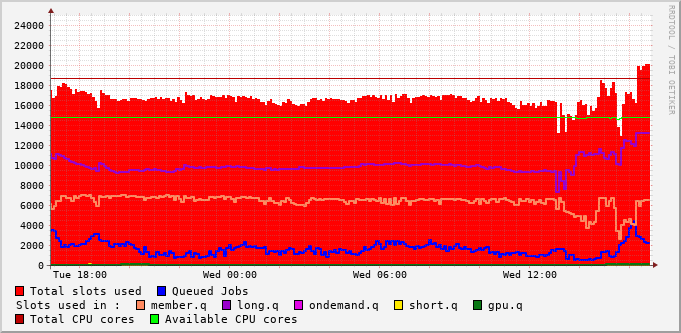 24000
22000
20000
18000
16000
14000
12000
10000
8000
6000
4000
2000
0
Tue 18:00 Wed 00:00 Wed 06:00 Wed 12:00
Total slots used Queued Jobs
Slots used in : member.q long.q ondemand.q short.q gpu.q
Total CPU cores Available CPU cores
RRDTOOL / TOBI OETIKER